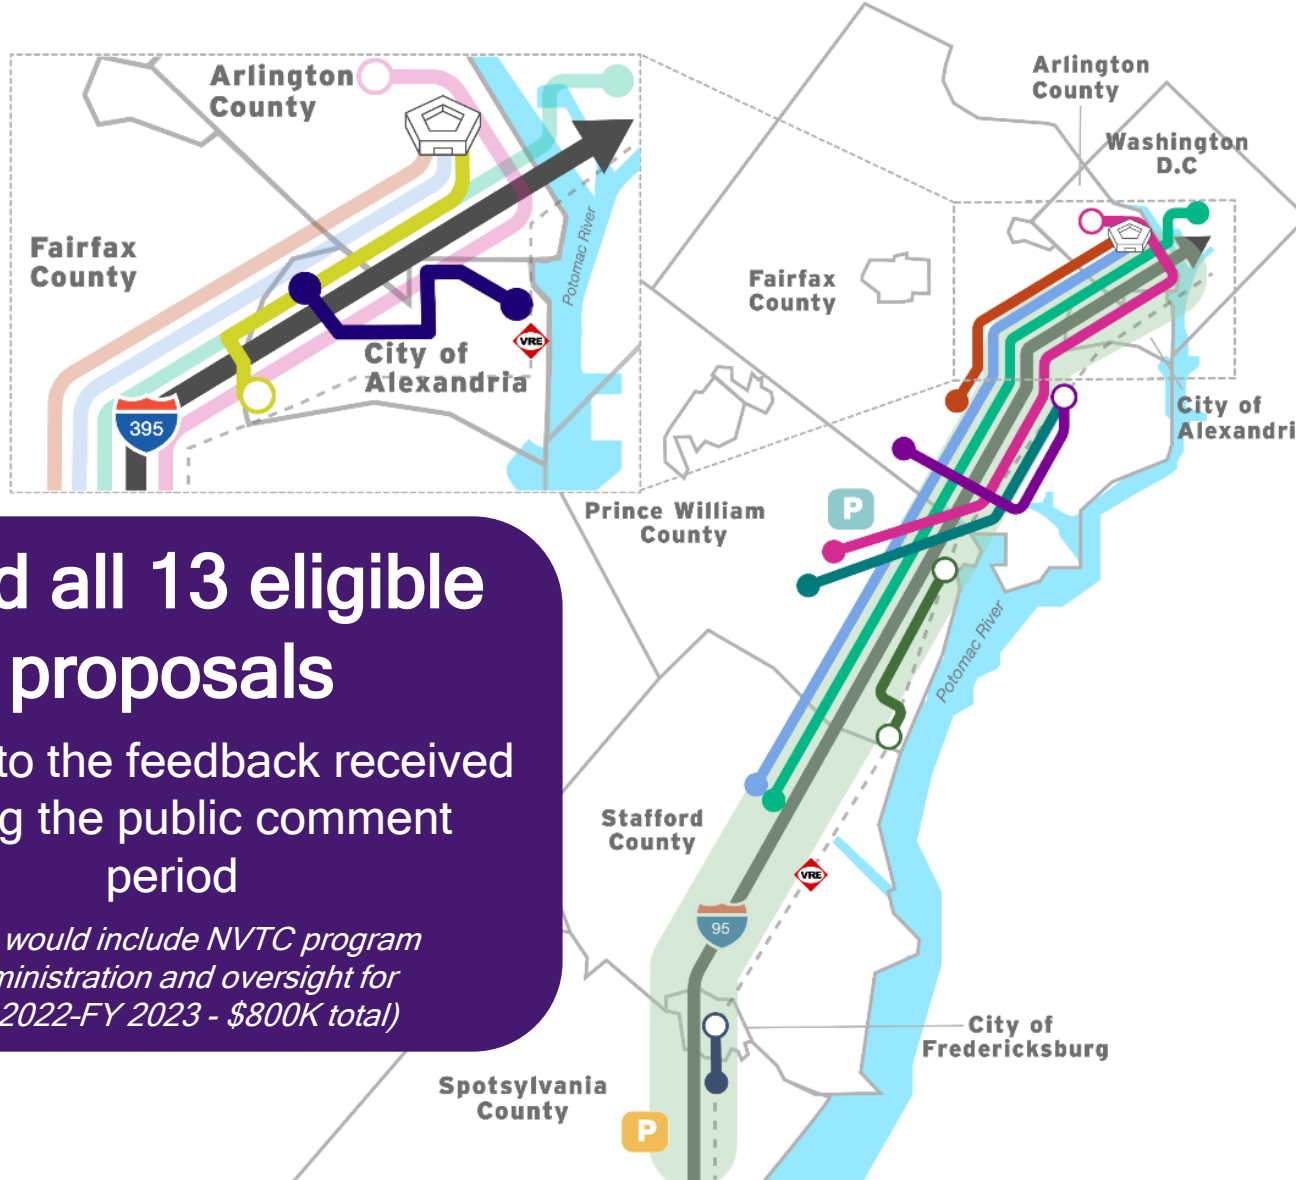 Arlington
County
Fairfax
County
Potomac River
VRE
City of
Alexandria
395
Arlington
County
Washington
D.C
Fairfax
County
City of
Alexandri
Prince William
County
P
Potomac River
d all 13 eligible
proposals
to the feedback received
g the public comment
period
would include NVTC program
ministration and oversight for
2022-FY 2023 - $800K total)
Stafford
County
VRE
95
City of
Fredericksburg
Spotsylvania
County
P